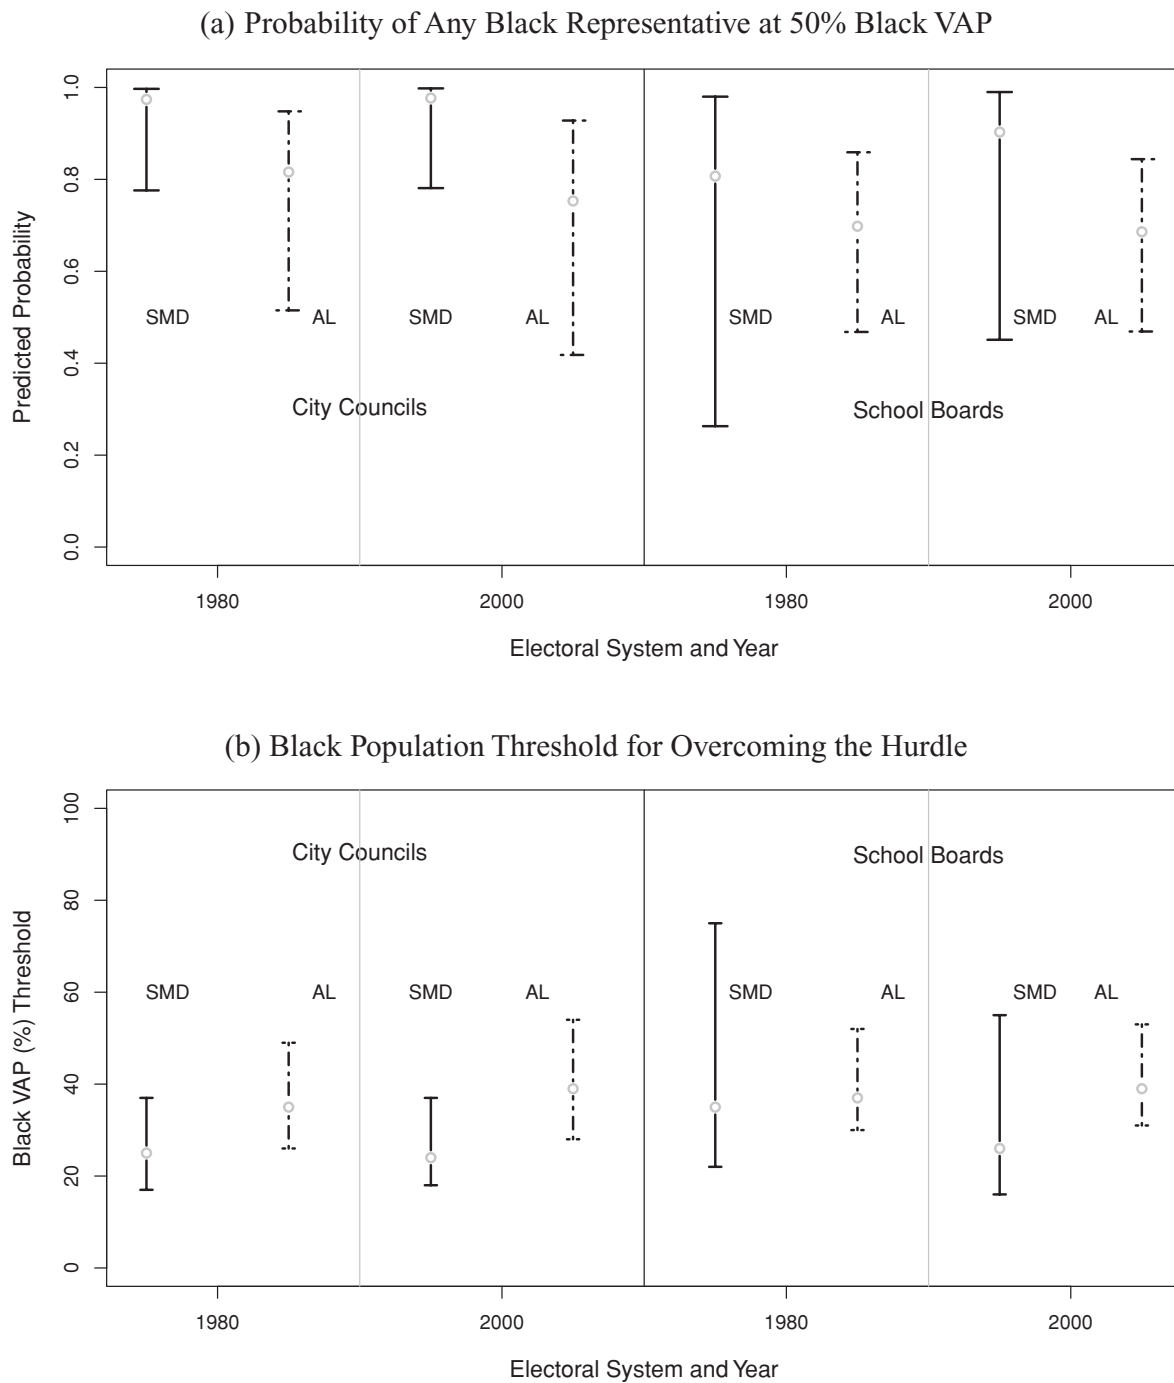 (a) Probability of Any Black Representative at 50% Black VAP
Predicted Probability
1.0
0.8
0.6
0.4
0.2
0.0
SMD AL SMD AL SMD AL SMD AL
City Councils School Boards
1980 2000 1980 2000
Electoral System and Year
(b) Black Population Threshold for Overcoming the Hurdle
Black VAP (%) Threshold
100
80
60
40
20
0
City Councils School Boards
SMD AL SMD AL SMD AL SMD AL
1980 2000 1980 2000
Electoral System and Year